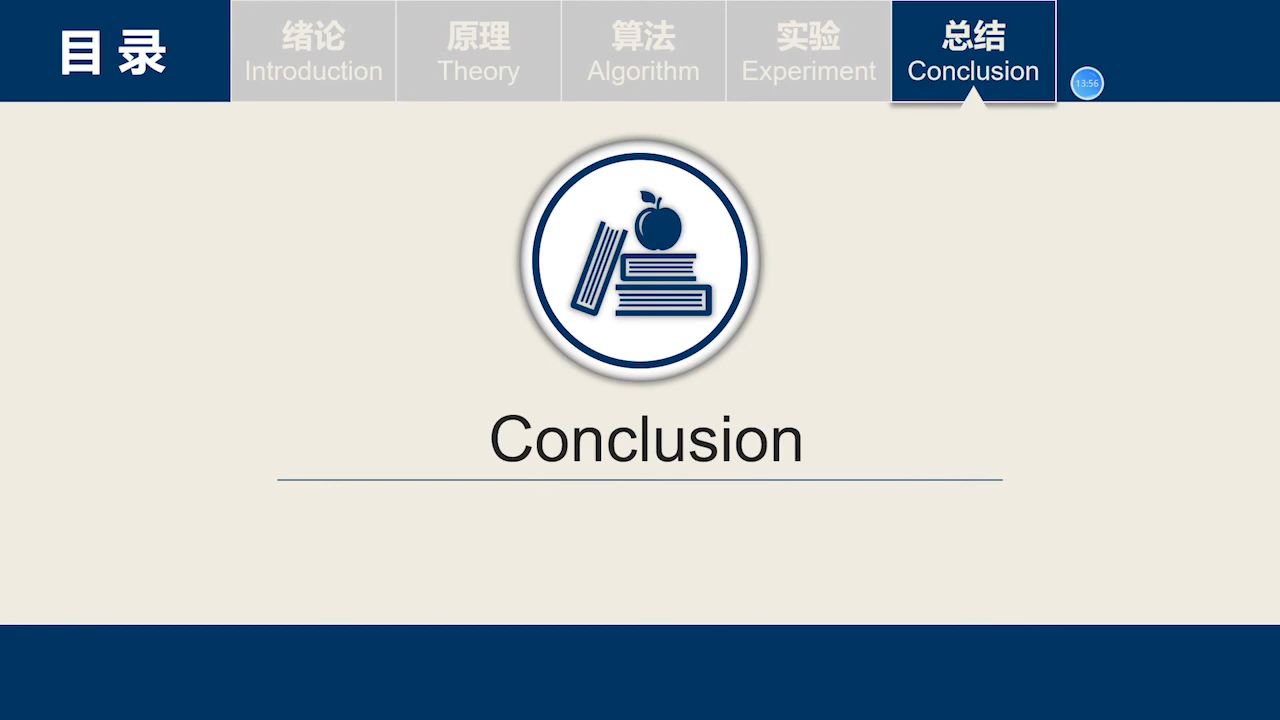 目录
绪论
Introduction
原理
Theory
算法
Algorithm
实验
Experiment
总结
Conclusion
13:56
Conclusion